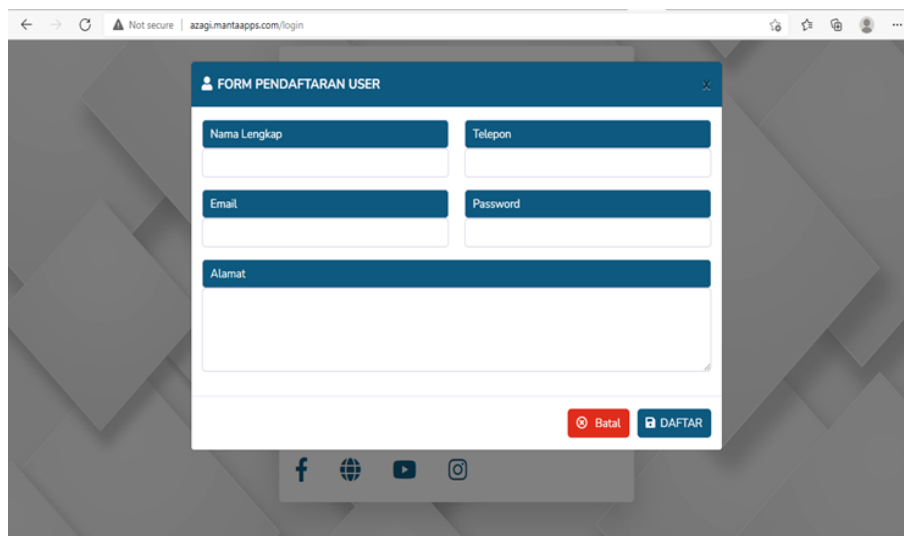 Not secure | azagi.mantaapps.com/login
FORM PENDAFTARAN USER x
Nama Lengkap Telepon
Email Password
Alamat
Batal DAFTAR